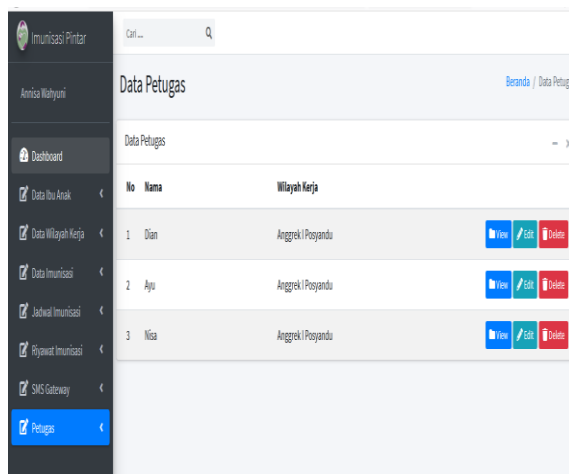 Imunisasi Pintar
Cari ...
Annisa Wahyuni
Data Petugas
Beranda / Data Petug
Data Petugas
Dashboard
Data Ibu Anak
Data Wilayah Kerja
Data Imunisasi
Jadwal Imunisasi
Riyawat Imunisasi
SMS Gateway
Petugas
No Nama Wilayah Kerja
1 Dian Anggrek I Posyandu View Edit Delete
2 Ayu Anggrek I Posyandu View Edit Delete
3 Nisa Anggrek I Posyandu View Edit Delete